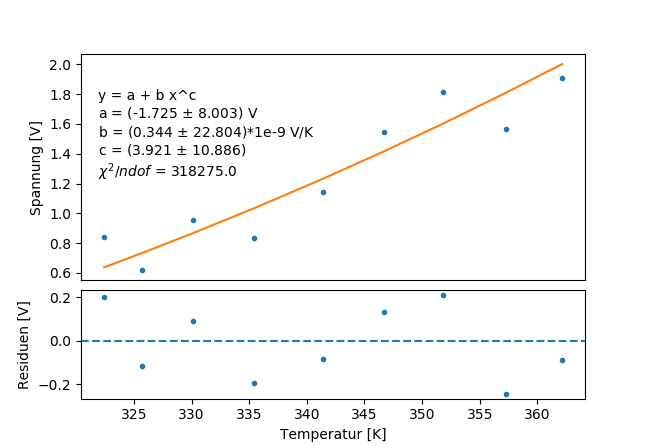 2.0
1.8
1.6
1.4
1.2
1.0
0.8
0.6
Spannung [V]
y = a + b x^c
a = (-1.725 ± 8.003) V
b = (0.344 ± 22.804)*1e-9 V/K
c = (3.921 ± 10.886)
χ²/ndof = 318275.0
0.2
0.0
−0.2
Residuen [V]
325 330 335 340 345 350 355 360
Temperatur [K]